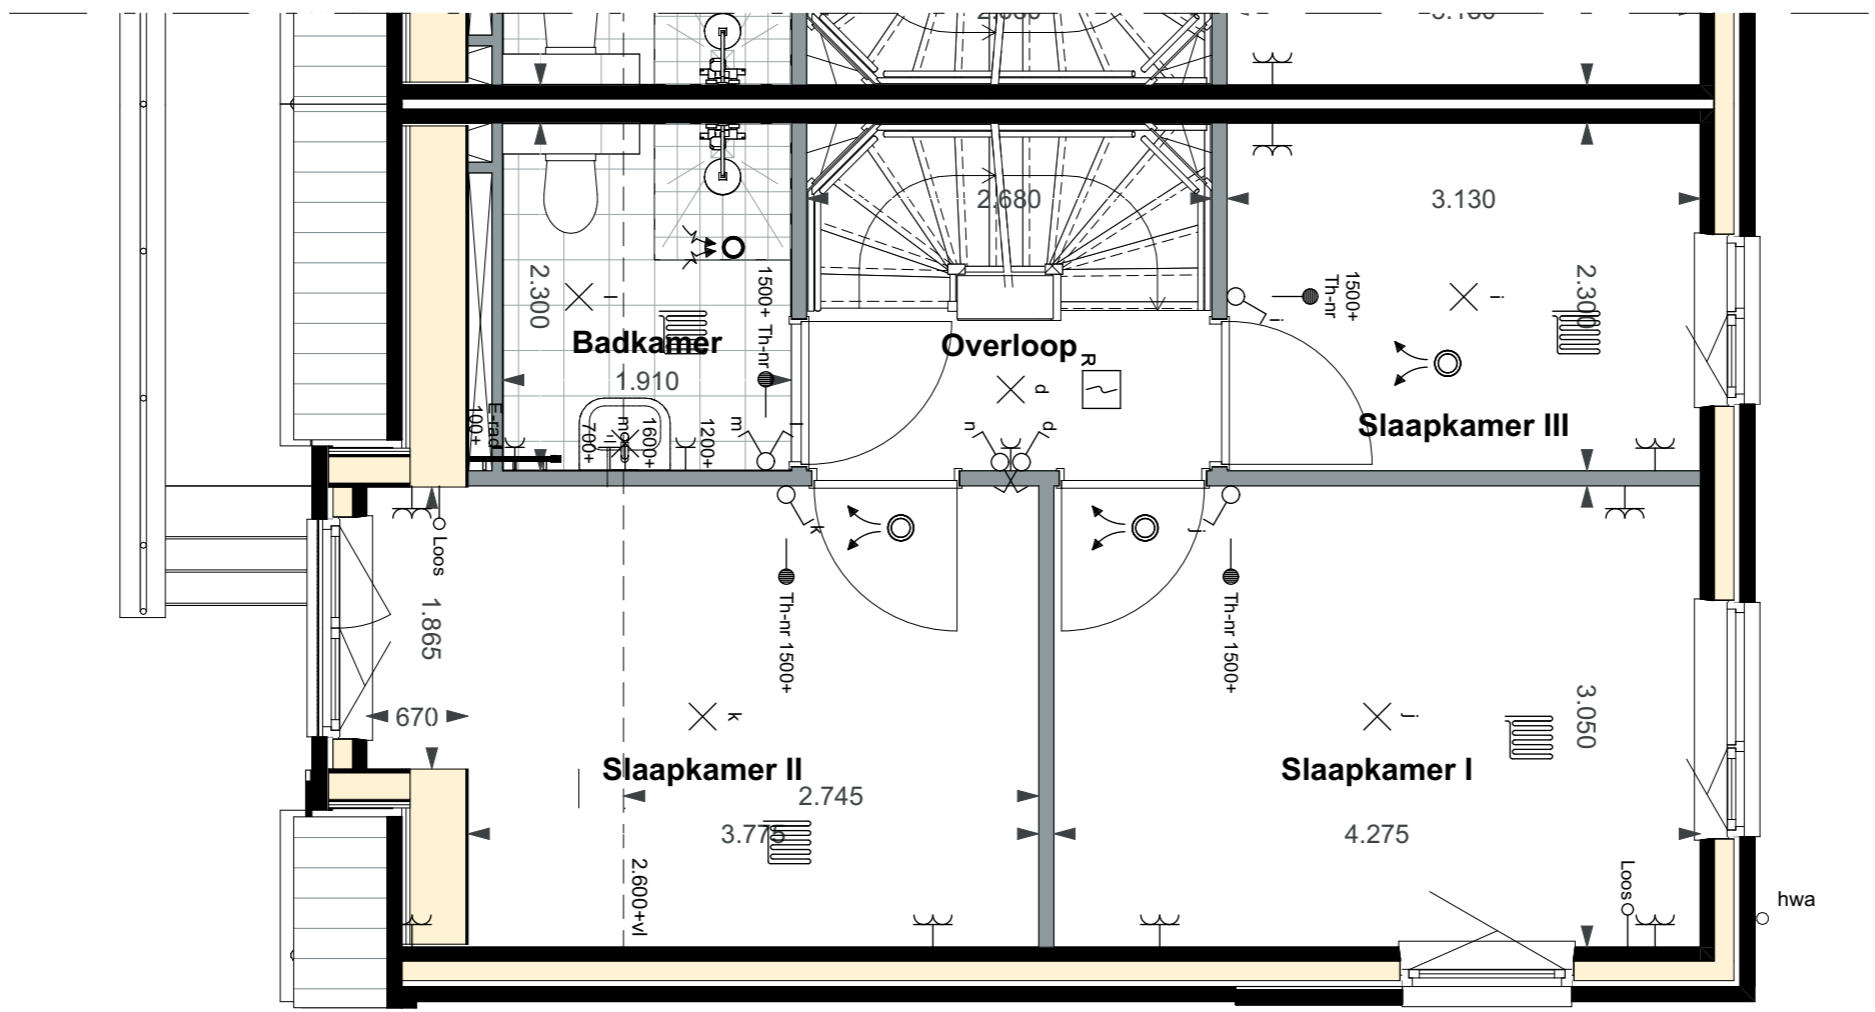 2.680
3.130
2.300
l
1500+ Th-nr
i
1500+
Th-nr
i
2.300
Badkamer
Overloop
R
1.910
d
Slaapkamer III
E-rad
100+
700+
1600+
1200+
m
l
n
d
k
j
Loos
1.865
Th-nr 1500+
Th-nr 1500+
670
k
j
3.050
Slaapkamer II
Slaapkamer I
2.745
3.775
4.275
2.600+vl
Loos
hwa